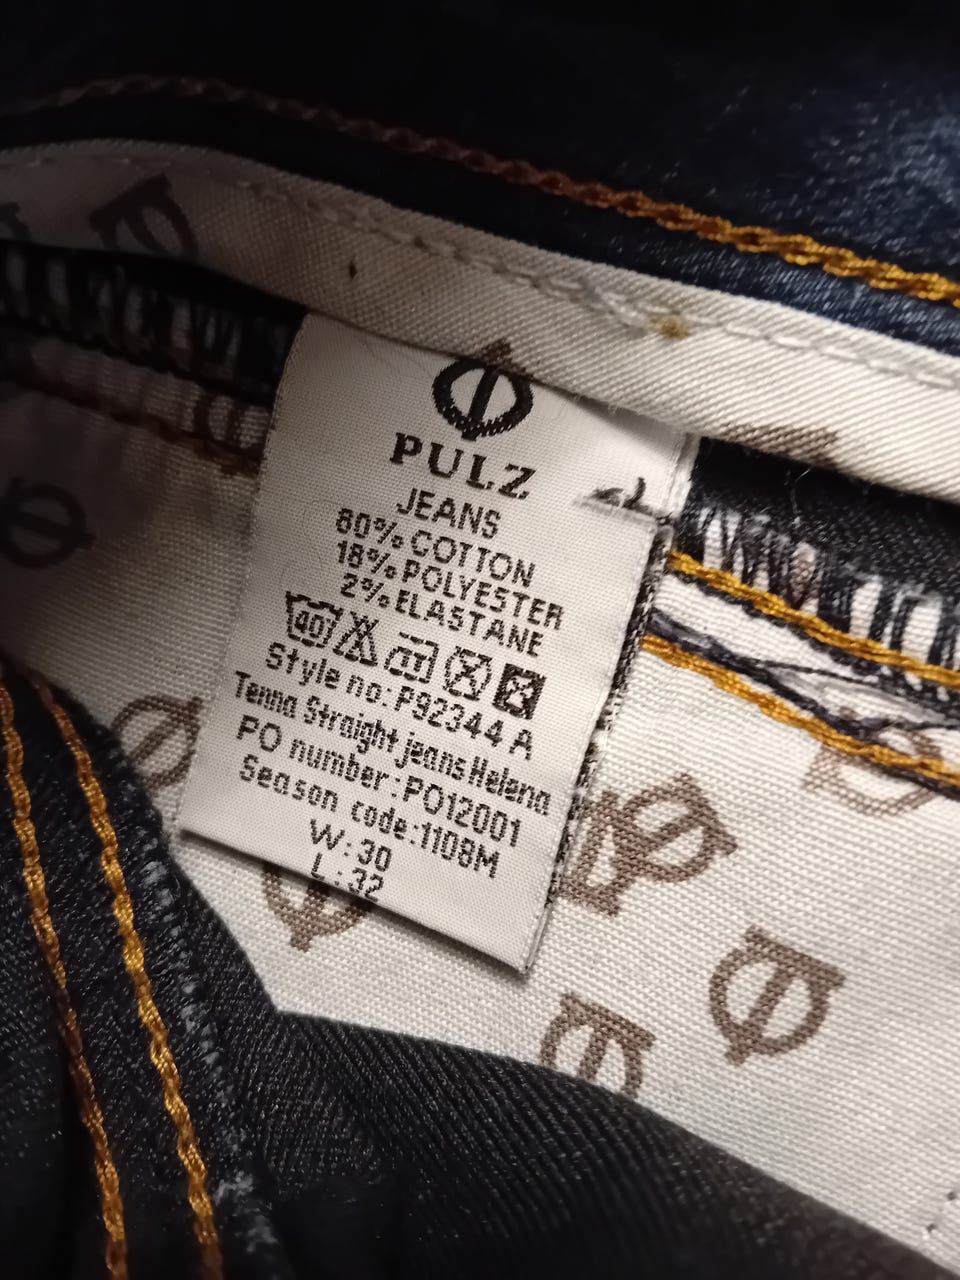 PULZ
JEANS
80% COTTON
18% POLYESTER
2% ELASTANE
40
Style no: P92344 A
Tenna Straight jeans Helena
PO number: PO12001
Season code: 1108M
W: 30
L: 32